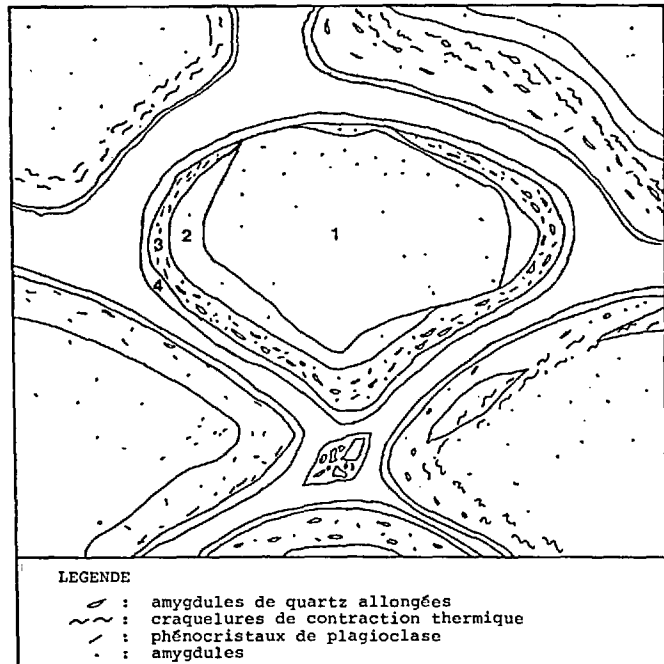 1
2
3
4
LEGENDE
: amygdules de quartz allongées
: craquelures de contraction thermique
: phénocristaux de plagioclase
: amygdules